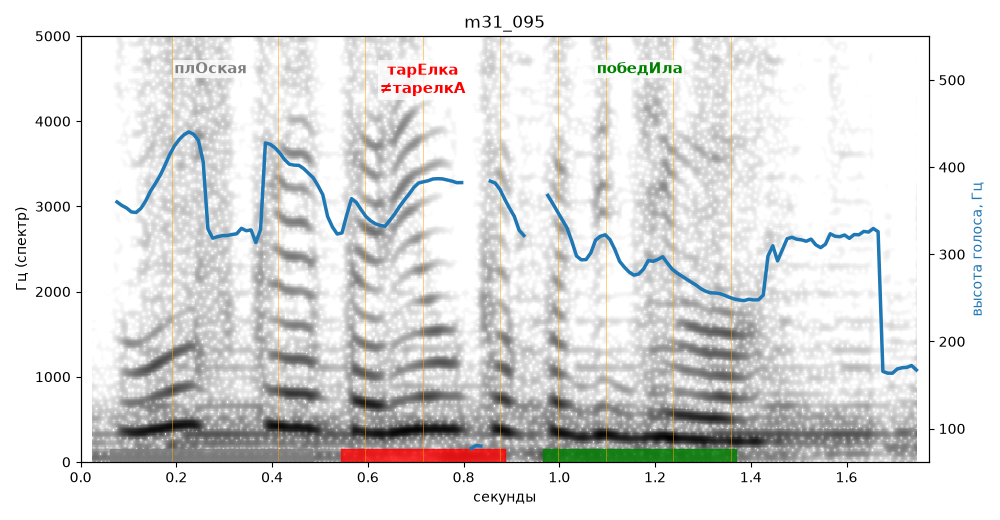 m31_095
плОская
тарЕлка
≠тарелкА
победИла
5000
4000
3000
2000
1000
0
Гц (спектр)
500
400
300
200
100
высота голоса, Гц
0.0 0.2 0.4 0.6 0.8 1.0 1.2 1.4 1.6
секунды